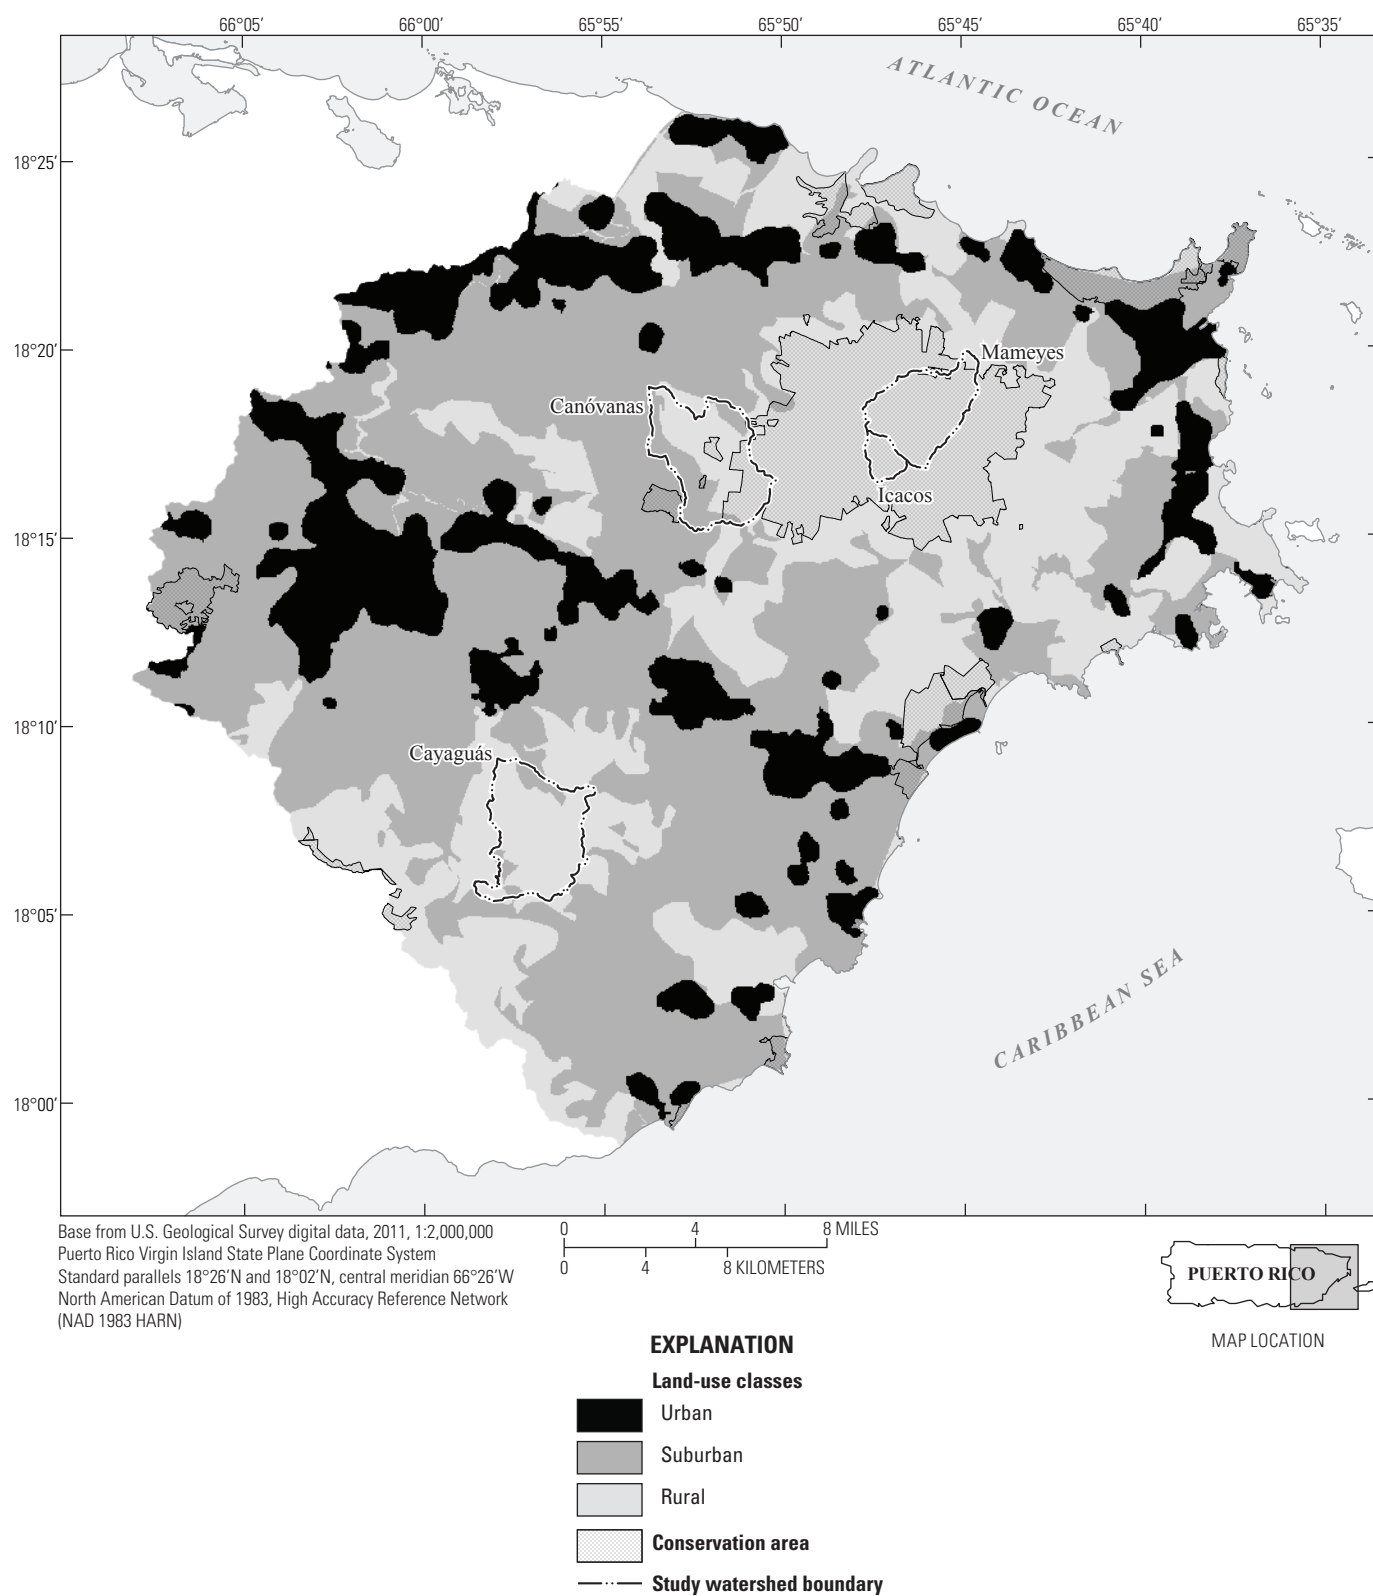 66°05′ 66°00′ 65°55′ 65°50′ 65°45′ 65°40′ 65°35′
ATLANTIC OCEAN
18°25′
18°20′
Mameyes
Canóvanas
Icacos
18°15′
18°10′
Cayaguás
18°05′
CARIBBEAN SEA
18°00′
Base from U.S. Geological Survey digital data, 2011, 1:2,000,000
Puerto Rico Virgin Island State Plane Coordinate System
Standard parallels 18°26′N and 18°02′N, central meridian 66°26′W
North American Datum of 1983, High Accuracy Reference Network
(NAD 1983 HARN)
0 4 8 MILES
0 4 8 KILOMETERS
PUERTO RICO
MAP LOCATION
EXPLANATION
Land-use classes
Urban
Suburban
Rural
Conservation area
Study watershed boundary